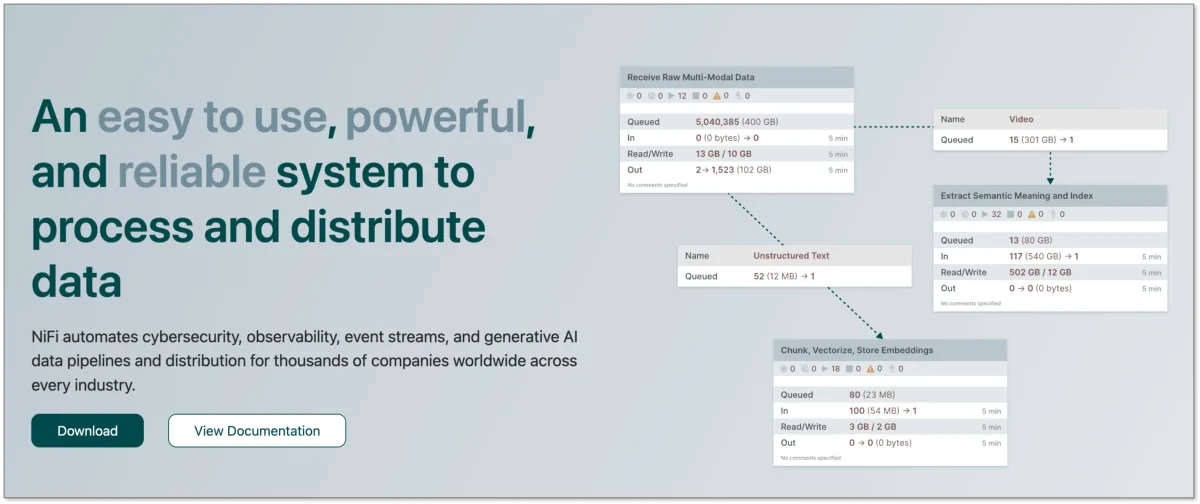 An easy to use, powerful,
and reliable system to
process and distribute
data
NiFi automates cybersecurity, observability, event streams, and generative AI
data pipelines and distribution for thousands of companies worldwide across
every industry.
Download
View Documentation
Receive Raw Multi-Modal Data
0 0 12 0 0 0
Queued 5,040,385 (400 GB)
In 0 (0 bytes) → 0 5 min
Read/Write 13 GB / 10 GB 5 min
Out 2→ 1,523 (102 GB) 5 min
No comments specified
Name Video
Queued 15 (301 GB) → 1
Extract Semantic Meaning and Index
0 0 32 0 0 0
Queued 13 (80 GB)
In 117 (540 GB) → 1 5 min
Read/Write 502 GB / 12 GB 5 min
Out 0 → 0 (0 bytes) 5 min
No comments specified
Name Unstructured Text
Queued 52 (12 MB) → 1
Chunk, Vectorize, Store Embeddings
0 0 18 0 0 0
Queued 80 (23 MB)
In 100 (54 MB) → 1 5 min
Read/Write 3 GB / 2 GB 5 min
Out 0 → 0 (0 bytes) 5 min
No comments specified